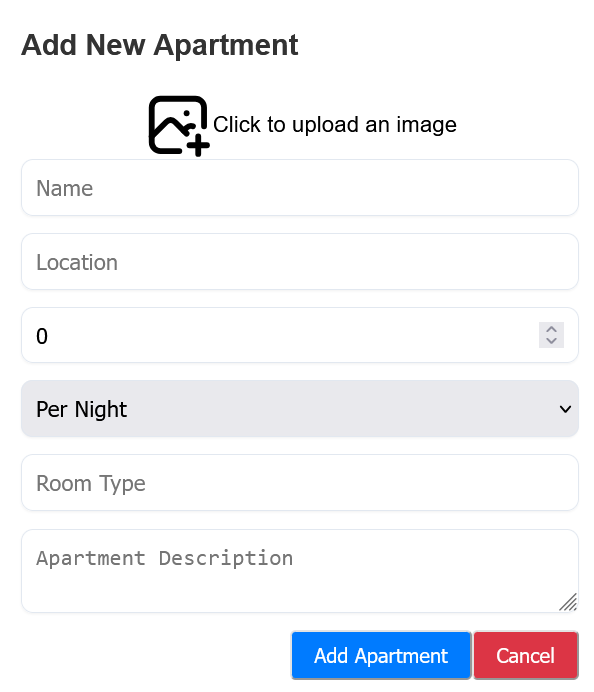 Add New Apartment
Click to upload an image
Name
Location
0
Per Night
Room Type
Apartment Description
Add Apartment
Cancel